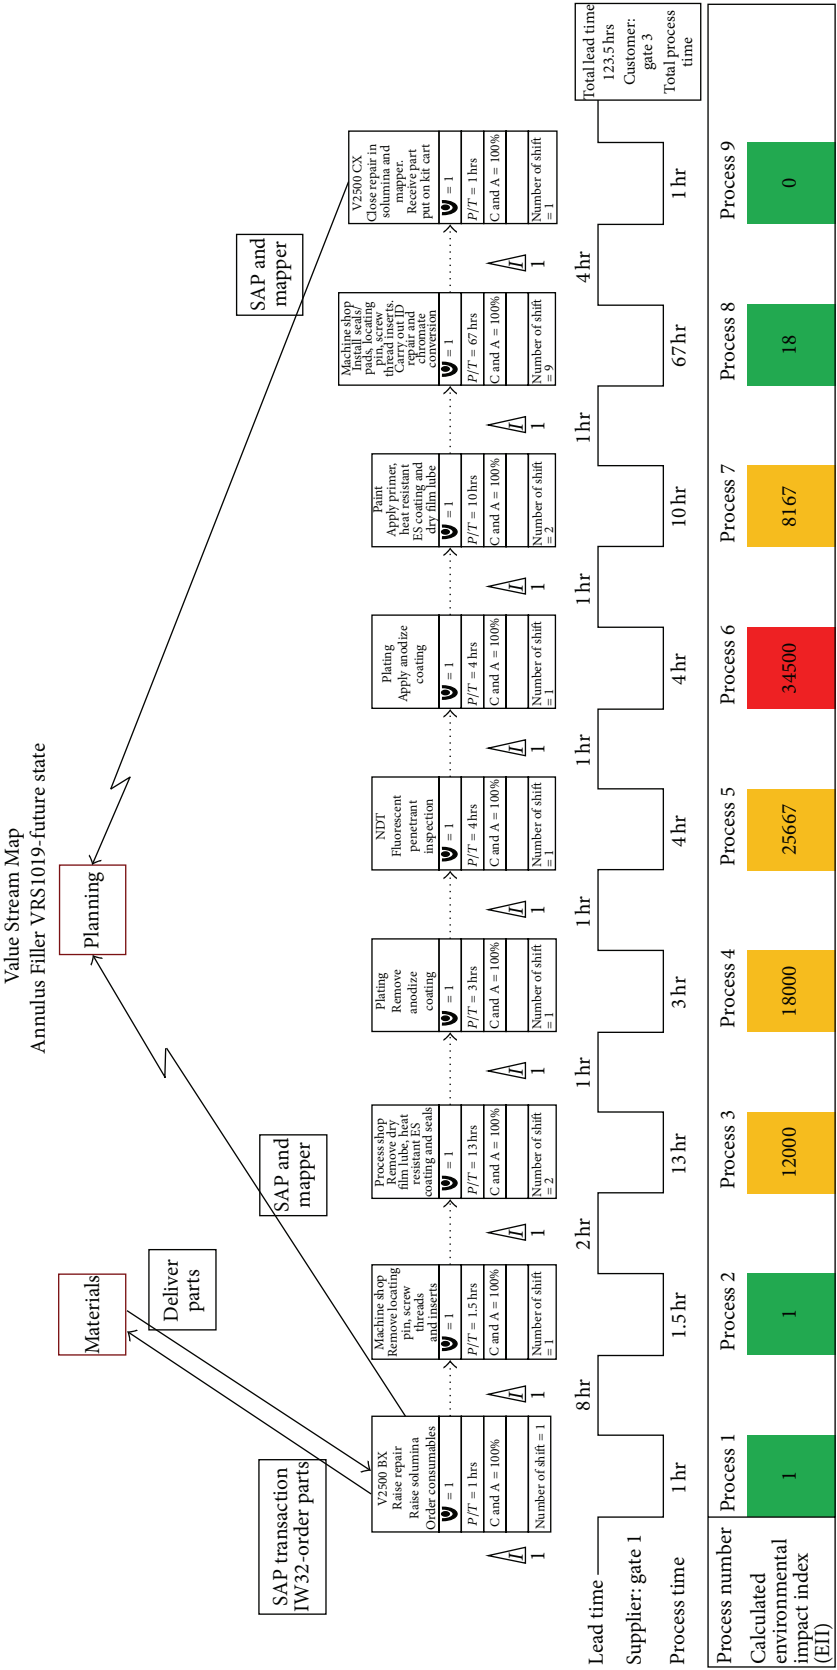 Value Stream Map
Annulus Filler VRS1019-future state
Materials
Planning
Deliver
parts
SAP transaction
IW32-order parts
SAP and
mapper
SAP and
mapper
V2500 BX
Raise repair
Raise solumina
Order consumables
= 1
P/T = 1 hrs
C and A = 100%
Number of shift = 1
Machine shop
Remove locating
pin, screw
threads
and inserts
= 1
P/T = 1.5 hrs
C and A = 100%
Number of shift
= 1
Process shop
Remove dry
film lube, heat
resistant ES
coating and seals
= 1
P/T = 13 hrs
C and A = 100%
Number of shift
= 2
Plating
Remove
anodize
coating
= 1
P/T = 3 hrs
C and A = 100%
Number of shift
= 1
NDT
Fluorescent
penetrant
inspection
= 1
P/T = 4 hrs
C and A = 100%
Number of shift
= 1
Plating
Apply anodize
coating
= 1
P/T = 4 hrs
C and A = 100%
Number of shift
= 1
Paint
Apply primer,
heat resistant
ES coating and
dry film lube
= 1
P/T = 10 hrs
C and A = 100%
Number of shift
= 2
Machine shop
Install seals/
pads, locating
pin, screw
thread inserts.
Carry out ID
repair and
chromate
conversion
= 1
P/T = 67 hrs
C and A = 100%
Number of shift
= 9
V2500 CX
Close repair in
solumina and
mapper.
Receive part
put on kit cart
= 1
P/T = 1 hrs
C and A = 100%
Number of shift
= 1
I
1
I
1
I
1
I
1
I
1
I
1
I
1
I
1
I
1
Lead time
8 hr
2 hr
1 hr
1 hr
1 hr
1 hr
1 hr
4 hr
Supplier: gate 1
Process time
1 hr
1.5 hr
13 hr
3 hr
4 hr
4 hr
10 hr
67 hr
1 hr
Total lead time
123.5 hrs
Customer:
gate 3
Total process
time
Process number
Process 1
Process 2
Process 3
Process 4
Process 5
Process 6
Process 7
Process 8
Process 9
Calculated
environmental
impact index
(EII)
1
1
12000
18000
25667
34500
8167
18
0